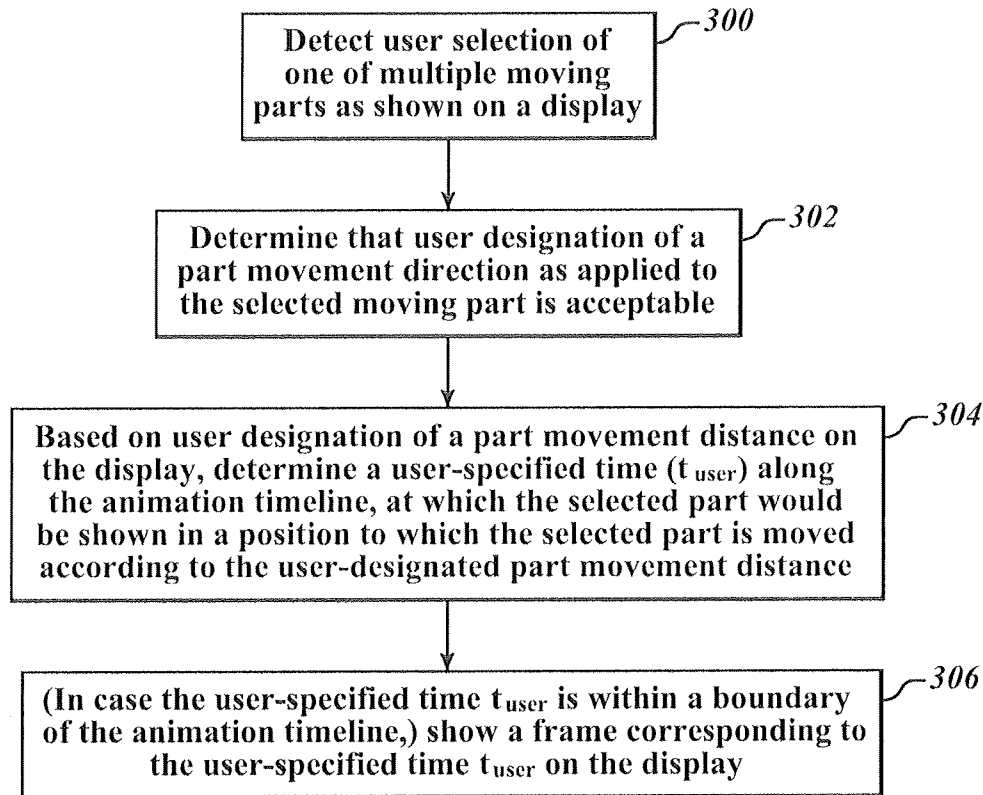 300
Detect user selection of
one of multiple moving
parts as shown on a display
302
Determine that user designation of a
part movement direction as applied to
the selected moving part is acceptable
304
Based on user designation of a part movement distance on
the display, determine a user-specified time (t user) along
the animation timeline, at which the selected part would
be shown in a position to which the selected part is moved
according to the user-designated part movement distance
306
(In case the user-specified time tuser is within a boundary
of the animation timeline,) show a frame corresponding to
the user-specified time tuser on the display